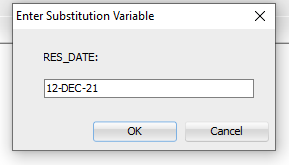 Enter Substitution Variable
RES_DATE:
12-DEC-21
OK
Cancel